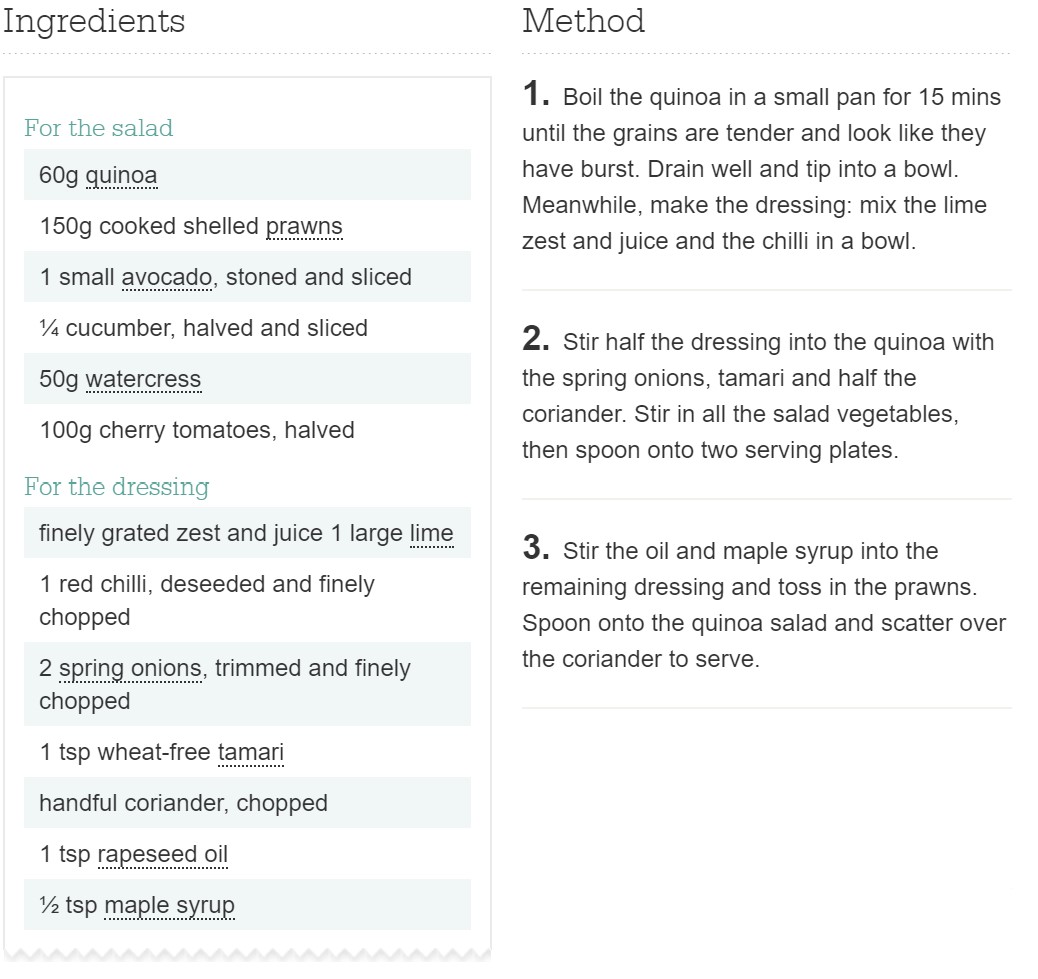 Ingredients
For the salad
60g quinoa
150g cooked shelled prawns
1 small avocado, stoned and sliced
¼ cucumber, halved and sliced
50g watercress
100g cherry tomatoes, halved
For the dressing
finely grated zest and juice 1 large lime
1 red chilli, deseeded and finely
chopped
2 spring onions, trimmed and finely
chopped
1 tsp wheat-free tamari
handful coriander, chopped
1 tsp rapeseed oil
½ tsp maple syrup
Method
1. Boil the quinoa in a small pan for 15 mins
until the grains are tender and look like they
have burst. Drain well and tip into a bowl.
Meanwhile, make the dressing: mix the lime
zest and juice and the chilli in a bowl.
2. Stir half the dressing into the quinoa with
the spring onions, tamari and half the
coriander. Stir in all the salad vegetables,
then spoon onto two serving plates.
3. Stir the oil and maple syrup into the
remaining dressing and toss in the prawns.
Spoon onto the quinoa salad and scatter over
the coriander to serve.